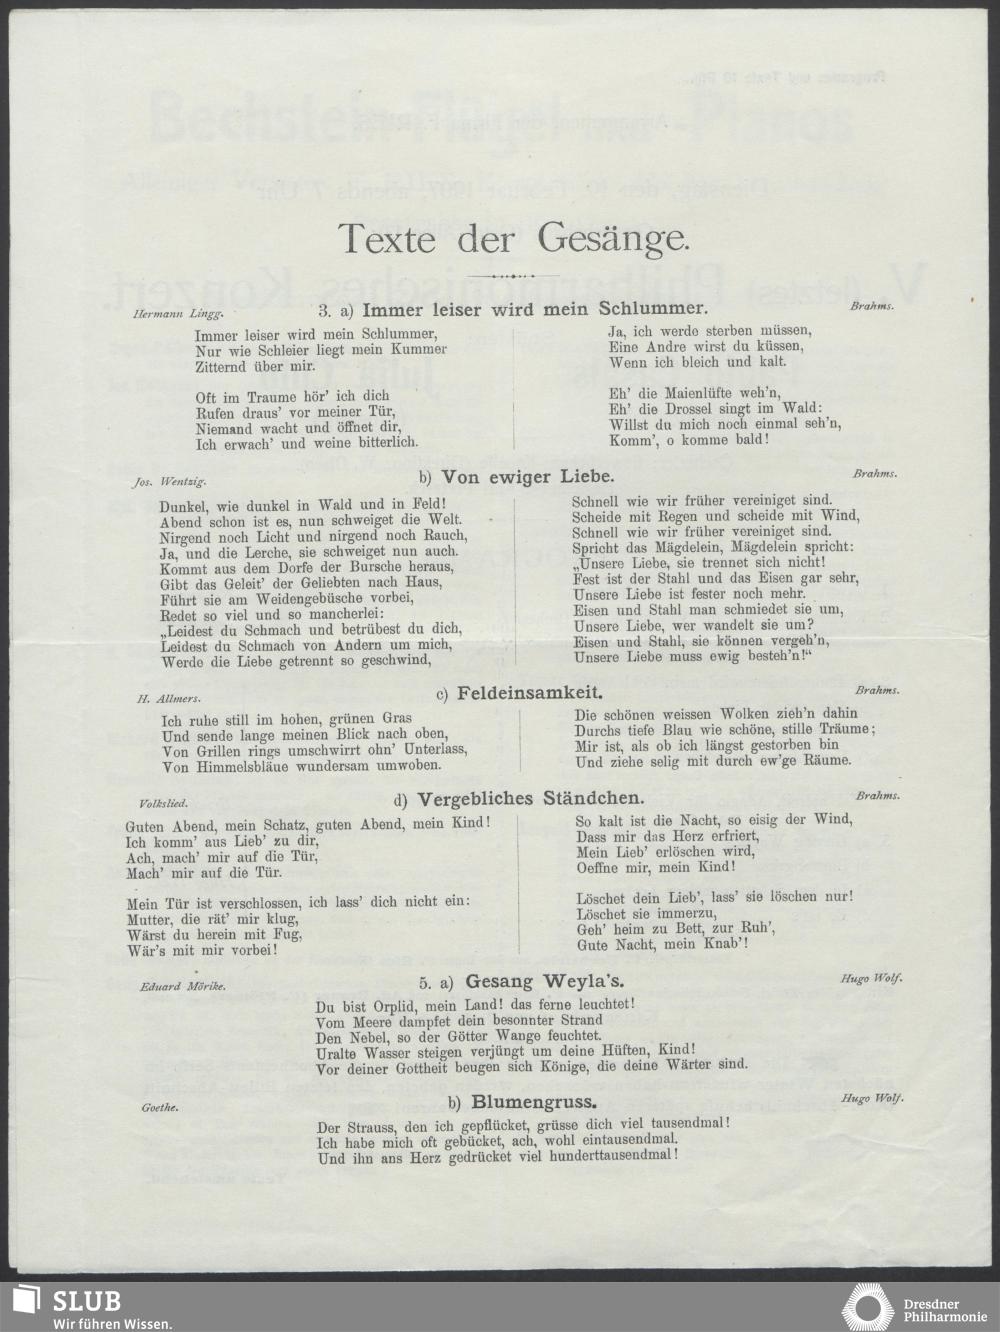 Texte der Gesänge.
Hermann Lingg. 3. a) Immer leiser wird mein Schlummer. Brahms.
Immer leiser wird mein Schlummer,
Nur wie Schleier liegt mein Kummer
Zitternd über mir.
Oft im Traume hör' ich dich
Rufen draus' vor meiner Tür,
Niemand wacht und öffnet dir,
Ich erwach' und weine bitterlich.
Ja, ich werde sterben müssen,
Eine Andre wirst du küssen,
Wenn ich bleich und kalt.
Eh' die Maienlüfte weh'n,
Eh' die Drossel singt im Wald:
Willst du mich noch einmal seh'n,
Komm', o komme bald!
Jos. Wentzig. b) Von ewiger Liebe. Brahms.
Dunkel, wie dunkel in Wald und in Feld!
Abend schon ist es, nun schweiget die Welt.
Nirgend noch Licht und nirgend noch Rauch,
Ja, und die Lerche, sie schweiget nun auch.
Kommt aus dem Dorfe der Bursche heraus,
Gibt das Geleit' der Geliebten nach Haus,
Führt sie am Weidengebüsche vorbei,
Redet so viel und so mancherlei:
„Leidest du Schmach und betrübest du dich,
Leidest du Schmach von Andern um mich,
Werde die Liebe getrennt so geschwind,
Schnell wie wir früher vereiniget sind.
Scheide mit Regen und scheide mit Wind,
Schnell wie wir früher vereiniget sind.
Spricht das Mägdelein, Mägdelein spricht:
„Unsere Liebe, sie trennet sich nicht!
Fest ist der Stahl und das Eisen gar sehr,
Unsere Liebe ist fester noch mehr.
Eisen und Stahl man schmiedet sie um,
Unsere Liebe, wer wandelt sie um?
Eisen und Stahl, sie können vergeh'n,
Unsere Liebe muss ewig besteh'n!“
H. Allmers. c) Feldeinsamkeit. Brahms.
Ich ruhe still im hohen, grünen Gras
Und sende lange meinen Blick nach oben,
Von Grillen rings umschwirrt ohn' Unterlass,
Von Himmelsbläue wundersam umwoben.
Die schönen weissen Wolken zieh'n dahin
Durchs tiefe Blau wie schöne, stille Träume;
Mir ist, als ob ich längst gestorben bin
Und ziehe selig mit durch ew'ge Räume.
Volkslied. d) Vergebliches Ständchen. Brahms.
Guten Abend, mein Schatz, guten Abend, mein Kind!
Ich komm' aus Lieb' zu dir,
Ach, mach' mir auf die Tür,
Mach' mir auf die Tür.
Mein Tür ist verschlossen, ich lass' dich nicht ein:
Mutter, die rät' mir klug,
Wärst du herein mit Fug,
Wär's mit mir vorbei!
So kalt ist die Nacht, so eisig der Wind,
Dass mir das Herz erfriert,
Mein Lieb' erlöschen wird,
Oeffne mir, mein Kind!
Löschet dein Lieb', lass' sie löschen nur!
Löschet sie immerzu,
Geh' heim zu Bett, zur Ruh',
Gute Nacht, mein Knab'!
Eduard Mörike. 5. a) Gesang Weyla's. Hugo Wolf.
Du bist Orplid, mein Land! das ferne leuchtet!
Vom Meere dampfet dein besonnter Strand
Den Nebel, so der Götter Wange feuchtet.
Uralte Wasser steigen verjüngt um deine Hüften, Kind!
Vor deiner Gottheit beugen sich Könige, die deine Wärter sind.
Goethe. b) Blumengruss. Hugo Wolf.
Der Strauss, den ich gepflücket, grüsse dich viel tausendmal!
Ich habe mich oft gebücket, ach, wohl eintausendmal.
Und ihn ans Herz gedrücket viel hunderttausendmal!
SLUB
Wir führen Wissen.
Dresdner
Philharmonie